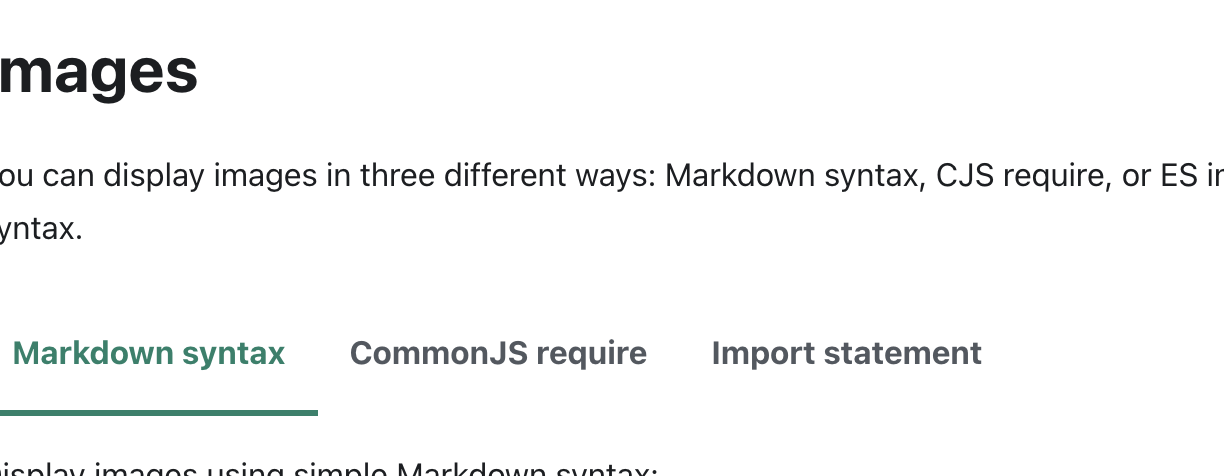 mages
ou can display images in three different ways: Markdown syntax, CJS require, or ES
yntax.
Markdown syntax CommonJS require Import statement
isplay images using simple Markdown syntax: